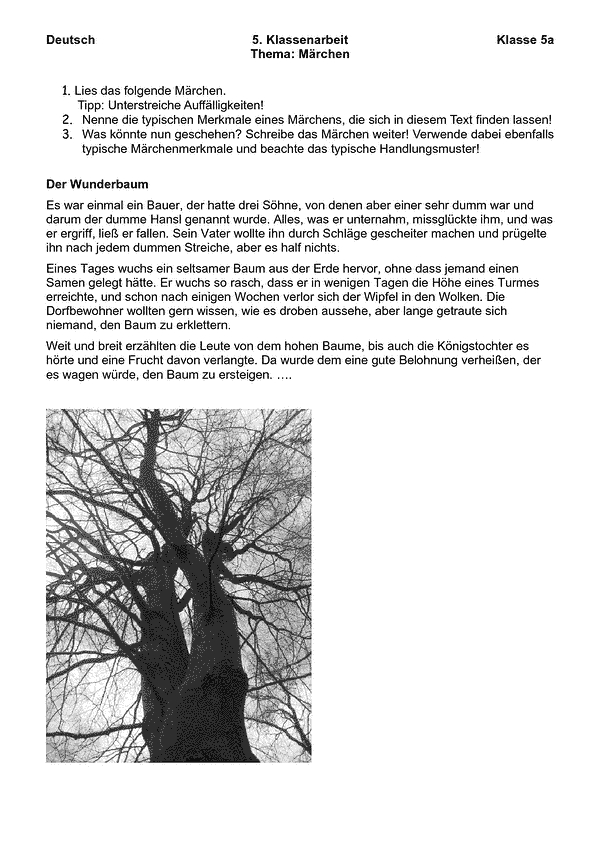 Deutsch 5. Klassenarbeit Klasse 5a
Thema: Märchen
1. Lies das folgende Märchen.
Tipp: Unterstreiche Auffälligkeiten!
2. Nenne die typischen Merkmale eines Märchens, die sich in diesem Text finden lassen!
3. Was könnte nun geschehen? Schreibe das Märchen weiter! Verwende dabei ebenfalls
typische Märchenmerkmale und beachte das typische Handlungsmuster!
Der Wunderbaum
Es war einmal ein Bauer, der hatte drei Söhne, von denen aber einer sehr dumm war und
darum der dumme Hansl genannt wurde. Alles, was er unternahm, missglückte ihm, und was
er ergriff, ließ er fallen. Sein Vater wollte ihn durch Schläge gescheiter machen und prügelte
ihn nach jedem dummen Streiche, aber es half nichts.
Eines Tages wuchs ein seltsamer Baum aus der Erde hervor, ohne dass jemand einen
Samen gelegt hätte. Er wuchs so rasch, dass er in wenigen Tagen die Höhe eines Turmes
erreichte, und schon nach einigen Wochen verlor sich der Wipfel in den Wolken. Die
Dorfbewohner wollten gern wissen, wie es droben aussehe, aber lange getraute sich
niemand, den Baum zu erklettern.
Weit und breit erzählten die Leute von dem hohen Baume, bis auch die Königstochter es
hörte und eine Frucht davon verlangte. Da wurde dem eine gute Belohnung verheißen, der
es wagen würde, den Baum zu ersteigen. ….